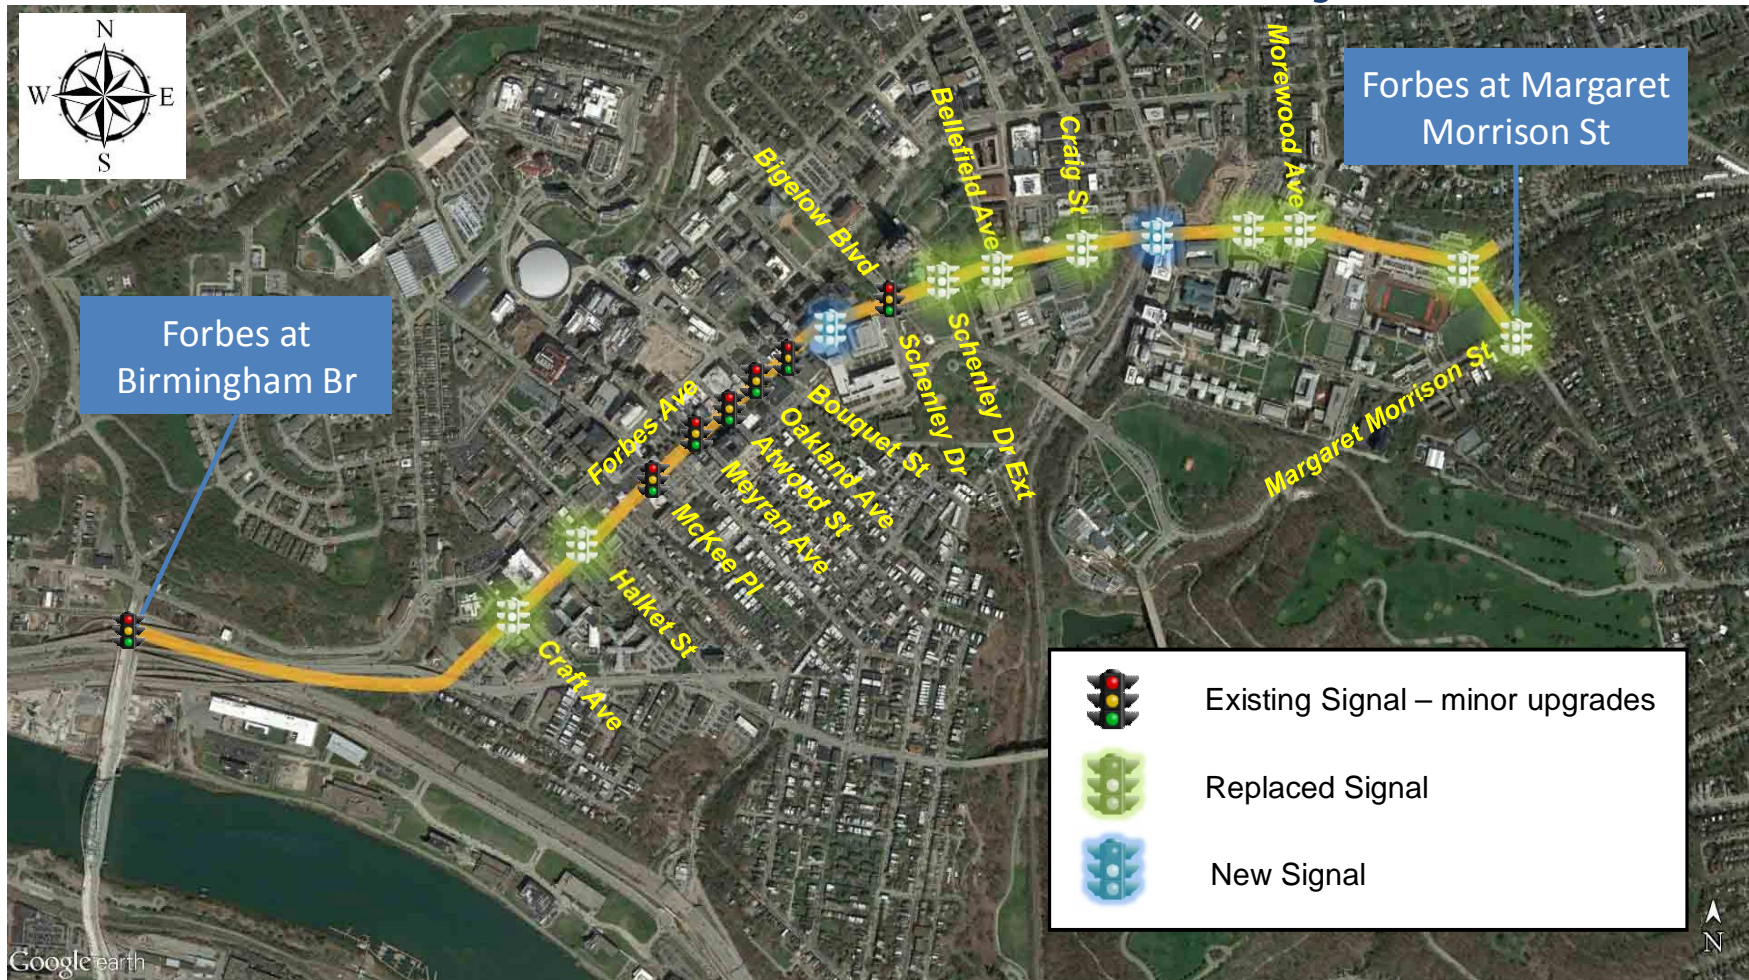 N
W
E
S
Forbes at
Birmingham Br
Forbes at Margaret
Morrison St
Morewood Ave
Craig St
Bellefield Ave
Bigelow Blvd
Schenley Dr Ext
Schenley Dr
Bouquet St
Oakland Ave
Atwood St
Meyran Ave
McKee Pl
Forbes Ave
Halket St
Craft Ave
Margaret Morrison St
Existing Signal – minor upgrades
Replaced Signal
New Signal
N
Google earth